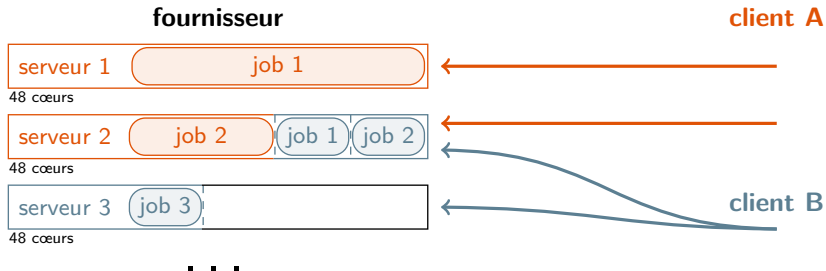 fournisseur
client A
serveur 1 job 1
48 cœurs
serveur 2 job 2 job 1 job 2
48 cœurs
serveur 3 job 3
client B
48 cœurs